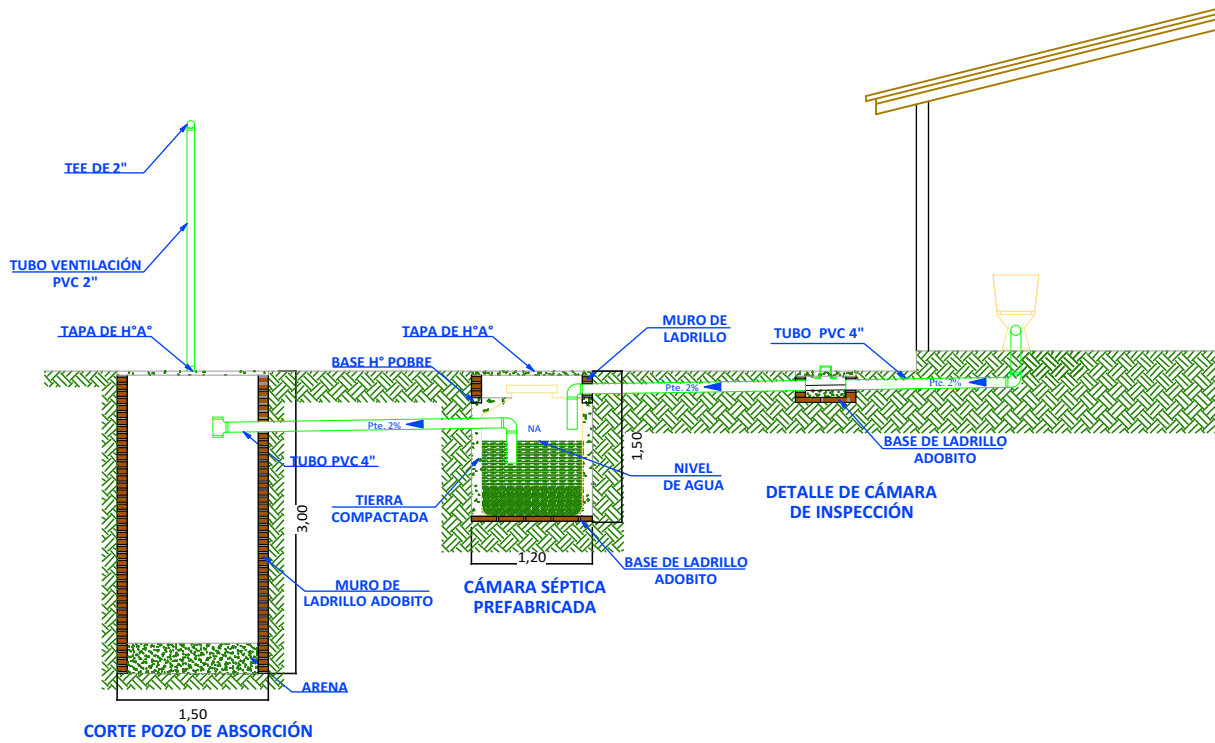 TEE DE 2"
TUBO VENTILACIÓN
PVC 2"
TAPA DE H°A°
TAPA DE H°A°
BASE H° POBRE
MURO DE
LADRILLO
TUBO PVC 4"
Pte. 2%
Pte. 2%
Pte. 2%
NA
TUBO PVC 4"
TIERRA
COMPACTADA
NIVEL
DE AGUA
1,50
BASE DE LADRILLO
ADOBITO
DETALLE DE CÁMARA
DE INSPECCIÓN
3,00
1,20
BASE DE LADRILLO
ADOBITO
CÁMARA SÉPTICA
PREFABRICADA
MURO DE
LADRILLO ADOBITO
ARENA
1,50
CORTE POZO DE ABSORCIÓN